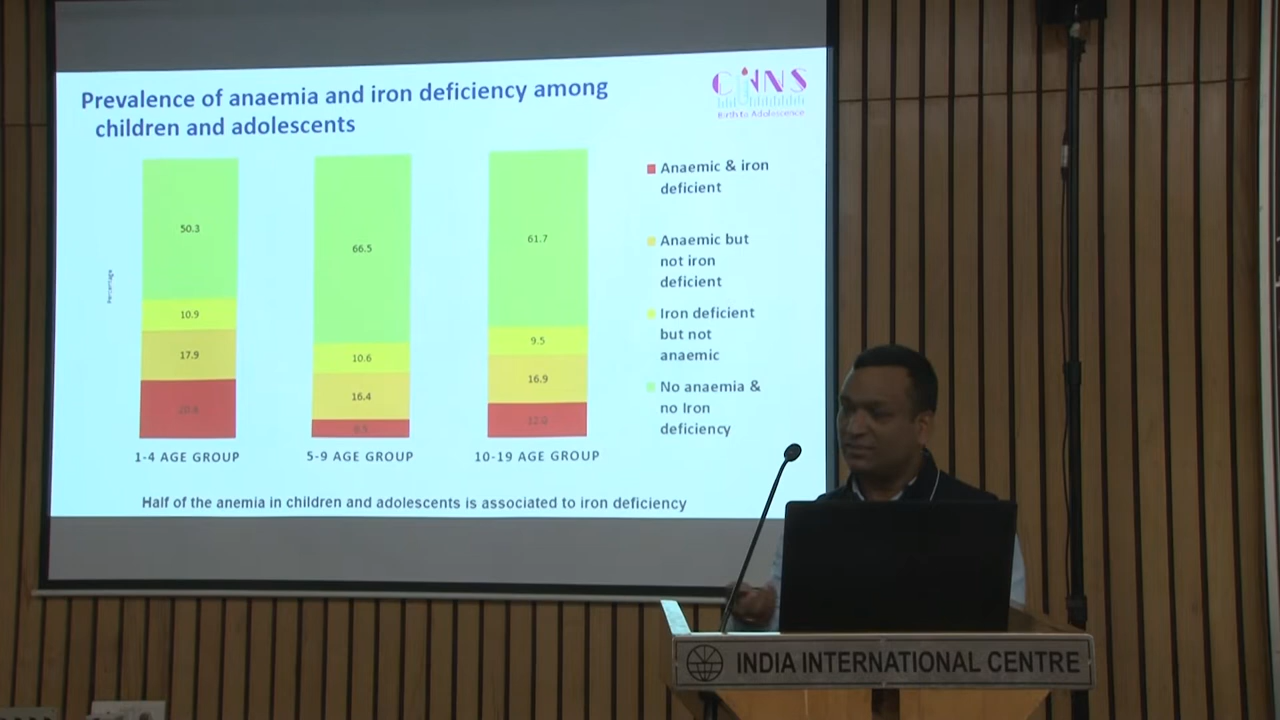 Prevalence of anaemia and iron deficiency among
children and adolescents
CNNS
Birth to Adolescence
Percentage
50.3
10.9
17.9
66.5
10.6
16.4
61.7
9.5
16.9
1-4 AGE GROUP
5-9 AGE GROUP
10-19 AGE GROUP
Anaemic & iron
deficient
Anaemic but
not iron
deficient
Iron deficient
but not
anaemic
No anaemia &
no Iron
deficiency
Half of the anemia in children and adolescents is associated to iron deficiency
INDIA INTERNATIONAL CENTRE